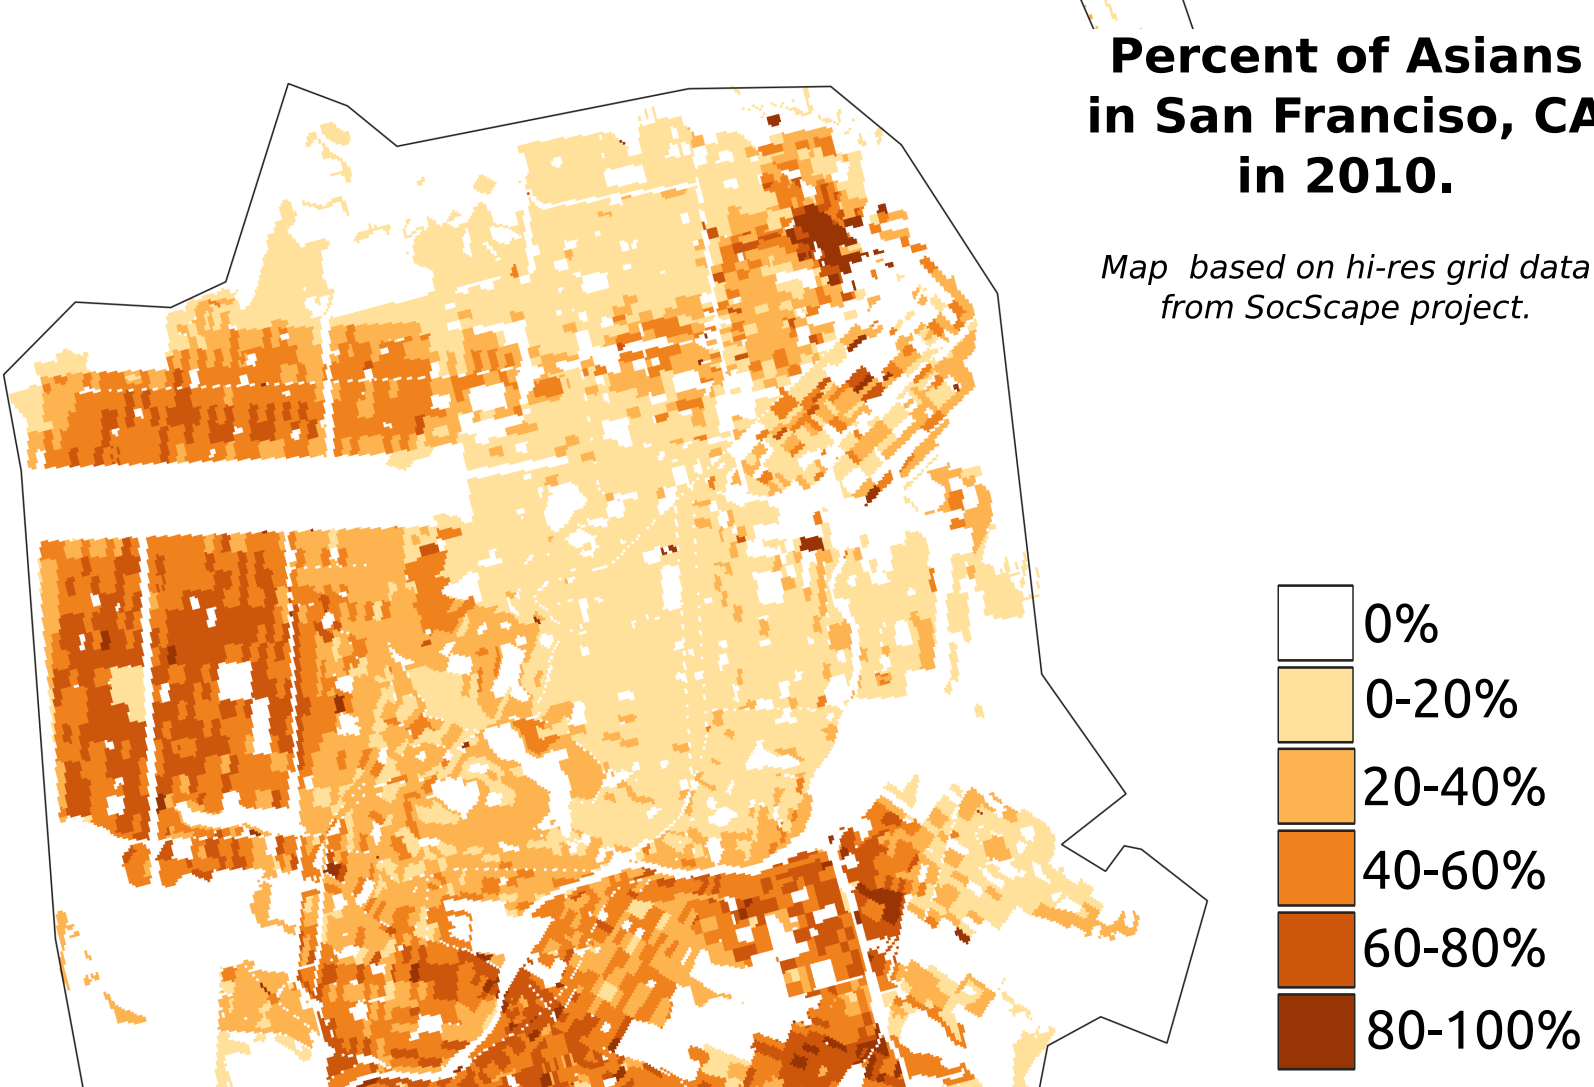 Percent of Asians
in San Franciso, CA
in 2010.
Map based on hi-res grid data
from SocScape project.
0%
0-20%
20-40%
40-60%
60-80%
80-100%